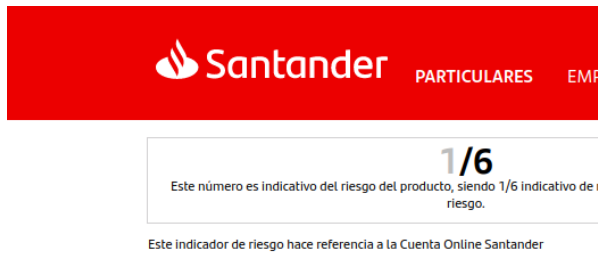 Santander
PARTICULARES EMP
1/6
Este número es indicativo del riesgo del producto, siendo 1/6 indicativo de
riesgo.
Este indicador de riesgo hace referencia a la Cuenta Online Santander